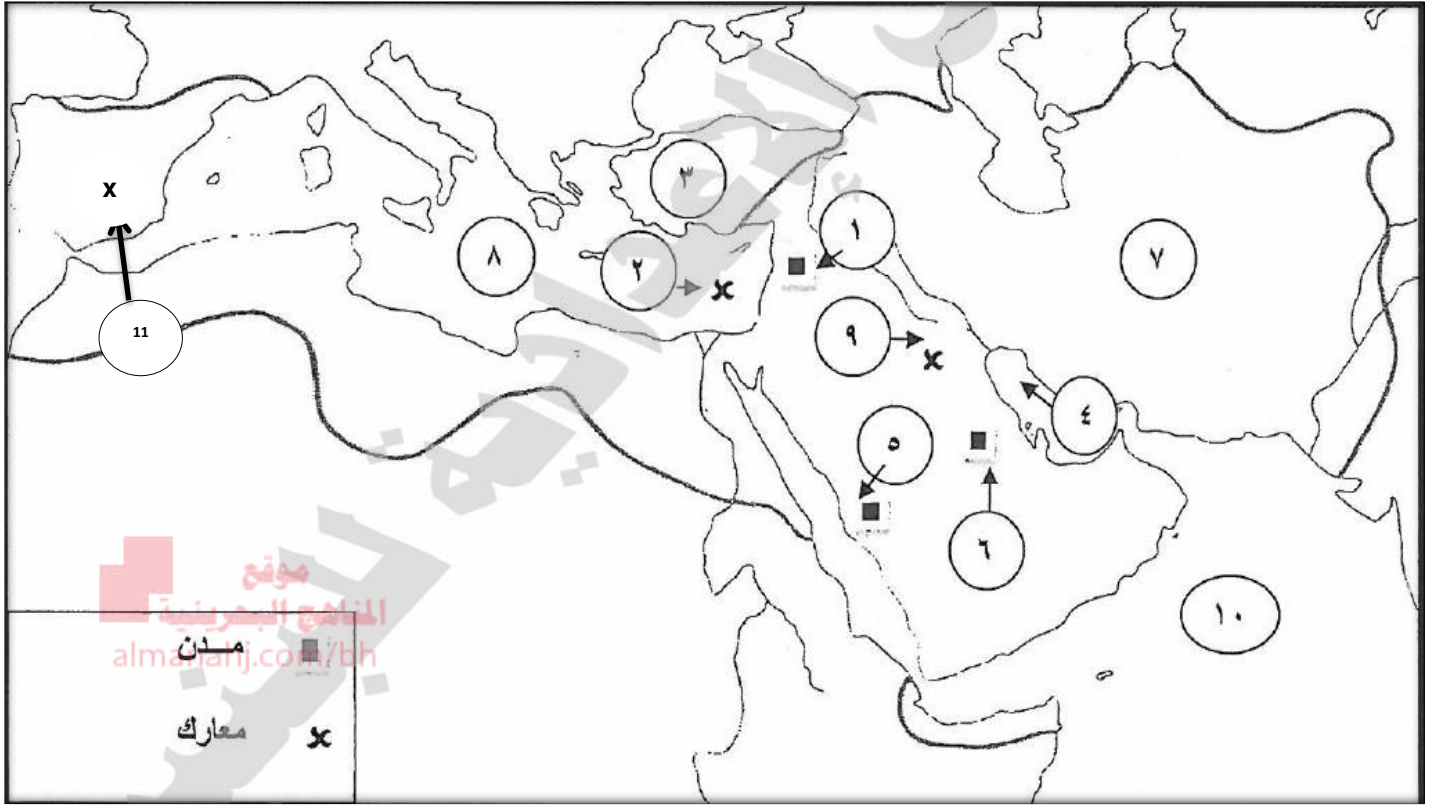 ٣
x
١
٨
٢
x
٧
٩
x
11
٤
٥
٦
١٠
موقع
المناهج البحرينية
almanahj.com/bh
مدن
معارك
x